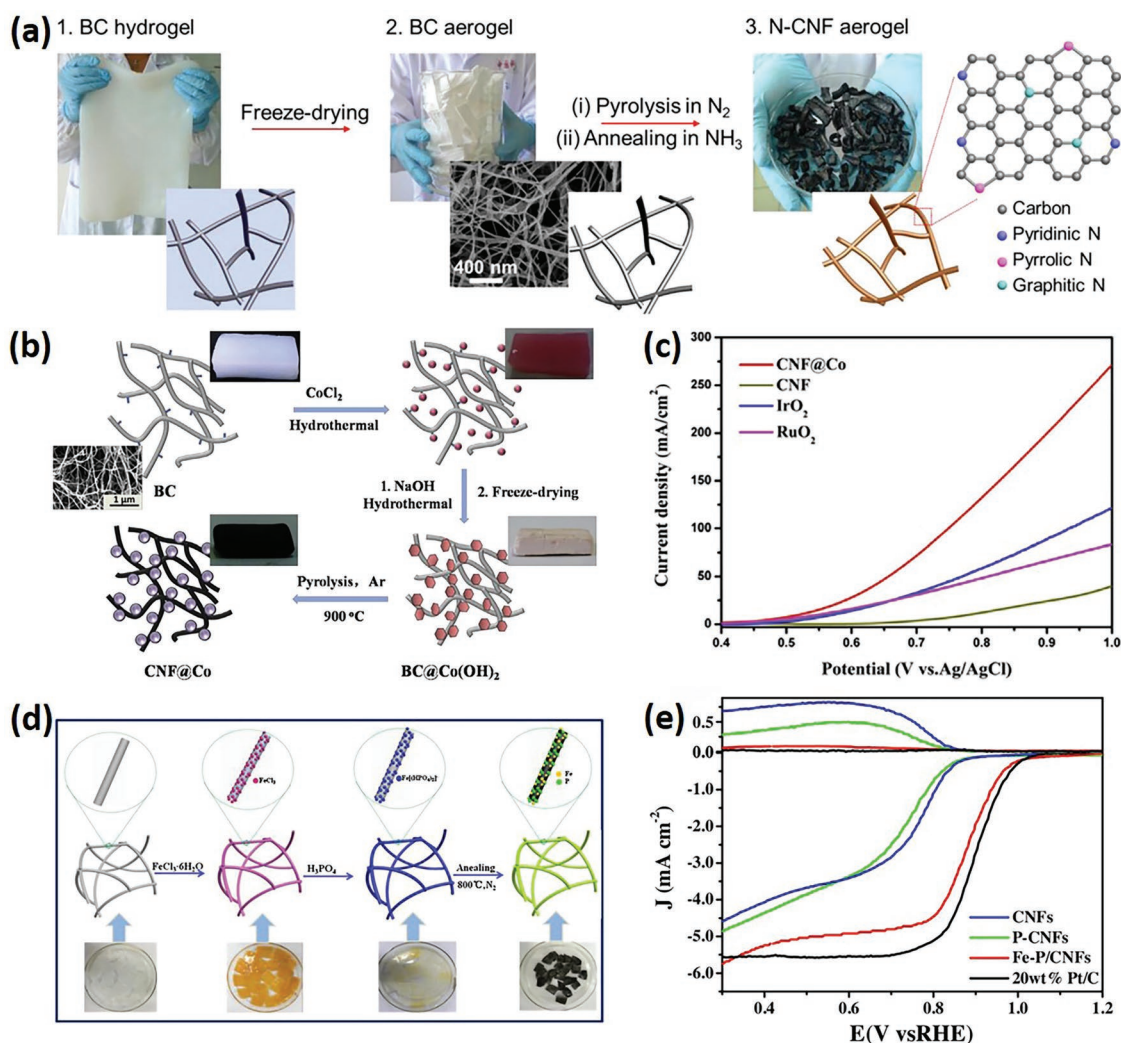 (a)
1. BC hydrogel
Freeze-drying
2. BC aerogel
400 nm
(i) Pyrolysis in N₂
(ii) Annealing in NH₃
3. N-CNF aerogel
Carbon
Pyridinic N
Pyrrolic N
Graphitic N
(b)
BC
1 μm
CoCl₂
Hydrothermal
1. NaOH
Hydrothermal
2. Freeze-drying
BC@Co(OH)₂
Pyrolysis, Ar
900 °C
CNF@Co
(c)
Current density (mA/cm²)
300
250
200
150
100
50
0
CNF@Co
CNF
IrO₂
RuO₂
0.4 0.5 0.6 0.7 0.8 0.9 1.0
Potential (V vs.Ag/AgCl)
(d)
FeCl₃·6H₂O
FeCl₃
H₃PO₄
Anealing
800℃,N₂
Fe
P
(e)
J (mA cm⁻²)
0.5
0.0
-1.0
-2.0
-3.0
-4.0
-5.0
-6.0
CNFs
P-CNFs
Fe-P/CNFs
20wt% Pt/C
0.4 0.6 0.8 1.0 1.2
E(V vsRHE)